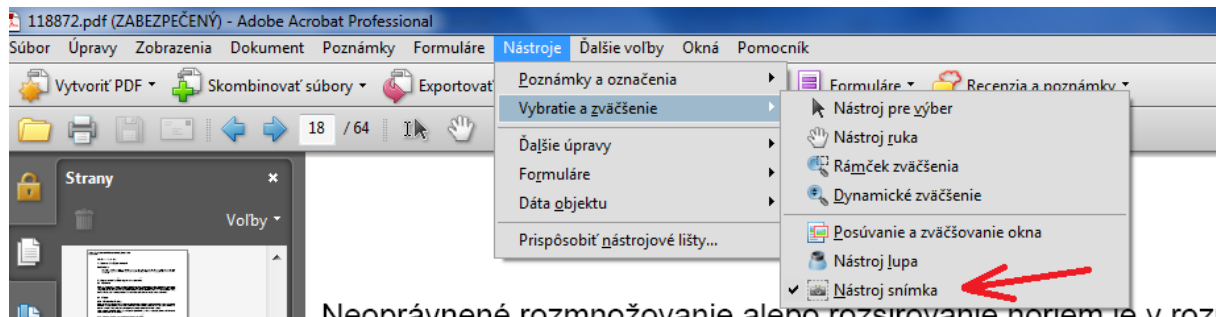 118872.pdf (ZABEZPEČENÝ) - Adobe Acrobat Professional
Súbor Úpravy Zobrazenia Dokument Poznámky Formuláre Nástroje Ďalšie voľby Okná Pomocník
Vytvoriť PDF Skombinovať súbory Exportovať Formuláre Recenzia a poznámky
Poznámky a označenia
Vybratie a zväčšenie
Ďalšie úpravy
Formuláre
Dáta objektu
Prispôsobiť nástrojové lišty...
Nástroj pre výber
Nástroj ruka
Rámček zväčšenia
Dynamické zväčšenie
Posúvanie a zväčšovanie okna
Nástroj lupa
Nástroj snímka
18 / 64
Strany
Voľby
Neoprávnené rozmnožovanie alebo rozširovanie noriem je v roz